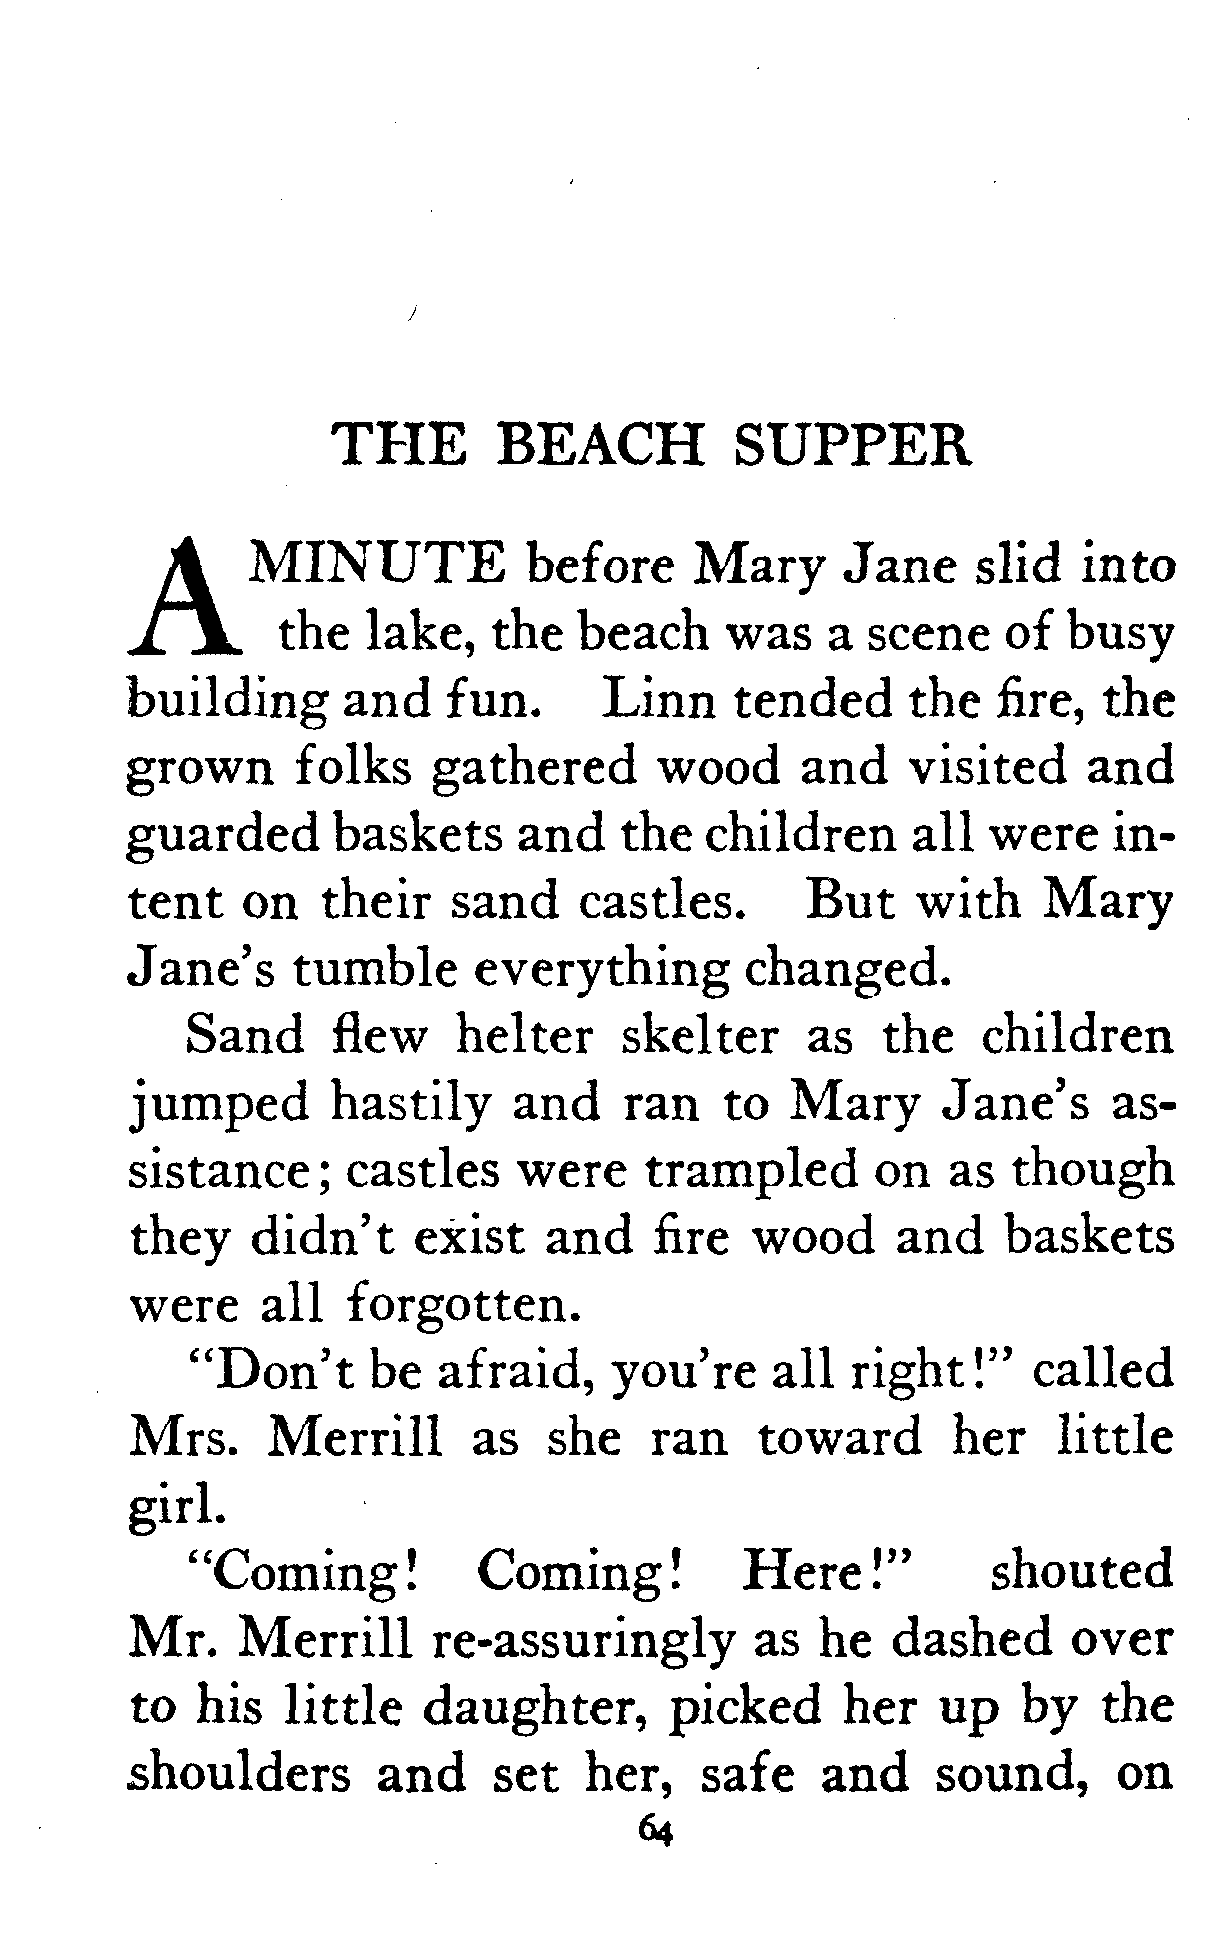 THE BEACH SUPPER
A MINUTE before Mary Jane slid into
the lake, the beach was a scene of busy
building and fun. Linn tended the fire, the
grown folks gathered wood and visited and
guarded baskets and the children all were in-
tent on their sand castles. But with Mary
Jane's tumble everything changed.
Sand flew helter skelter as the children
jumped hastily and ran to Mary Jane's as-
sistance; castles were trampled on as though
they didn't exist and fire wood and baskets
were all forgotten.
"Don't be afraid, you're all right!" called
Mrs. Merrill as she ran toward her little
girl.
"Coming! Coming! Here!" shouted
Mr. Merrill re-assuringly as he dashed over
to his little daughter, picked her up by the
shoulders and set her, safe and sound, on
64